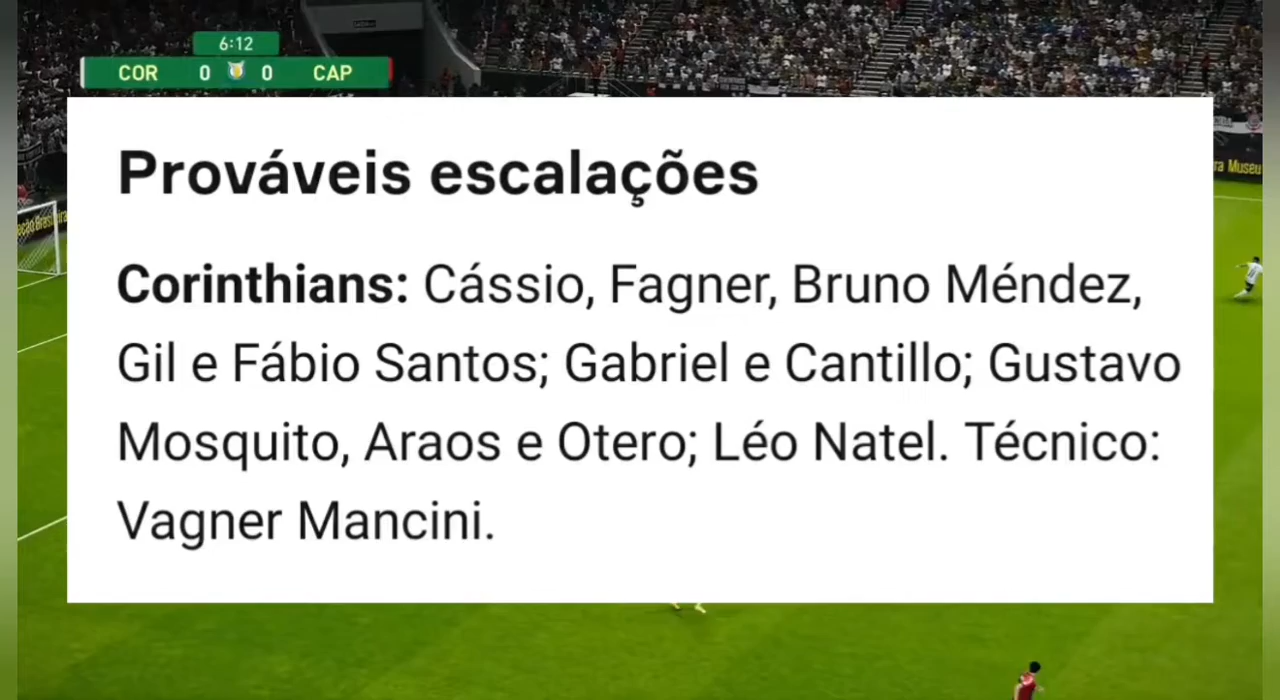 6:12
COR 0 0 CAP
Prováveis escalações
Corinthians: Cássio, Fagner, Bruno Méndez,
Gil e Fábio Santos; Gabriel e Cantillo; Gustavo
Mosquito, Araos e Otero; Léo Natel. Técnico:
Vagner Mancini.
Museu